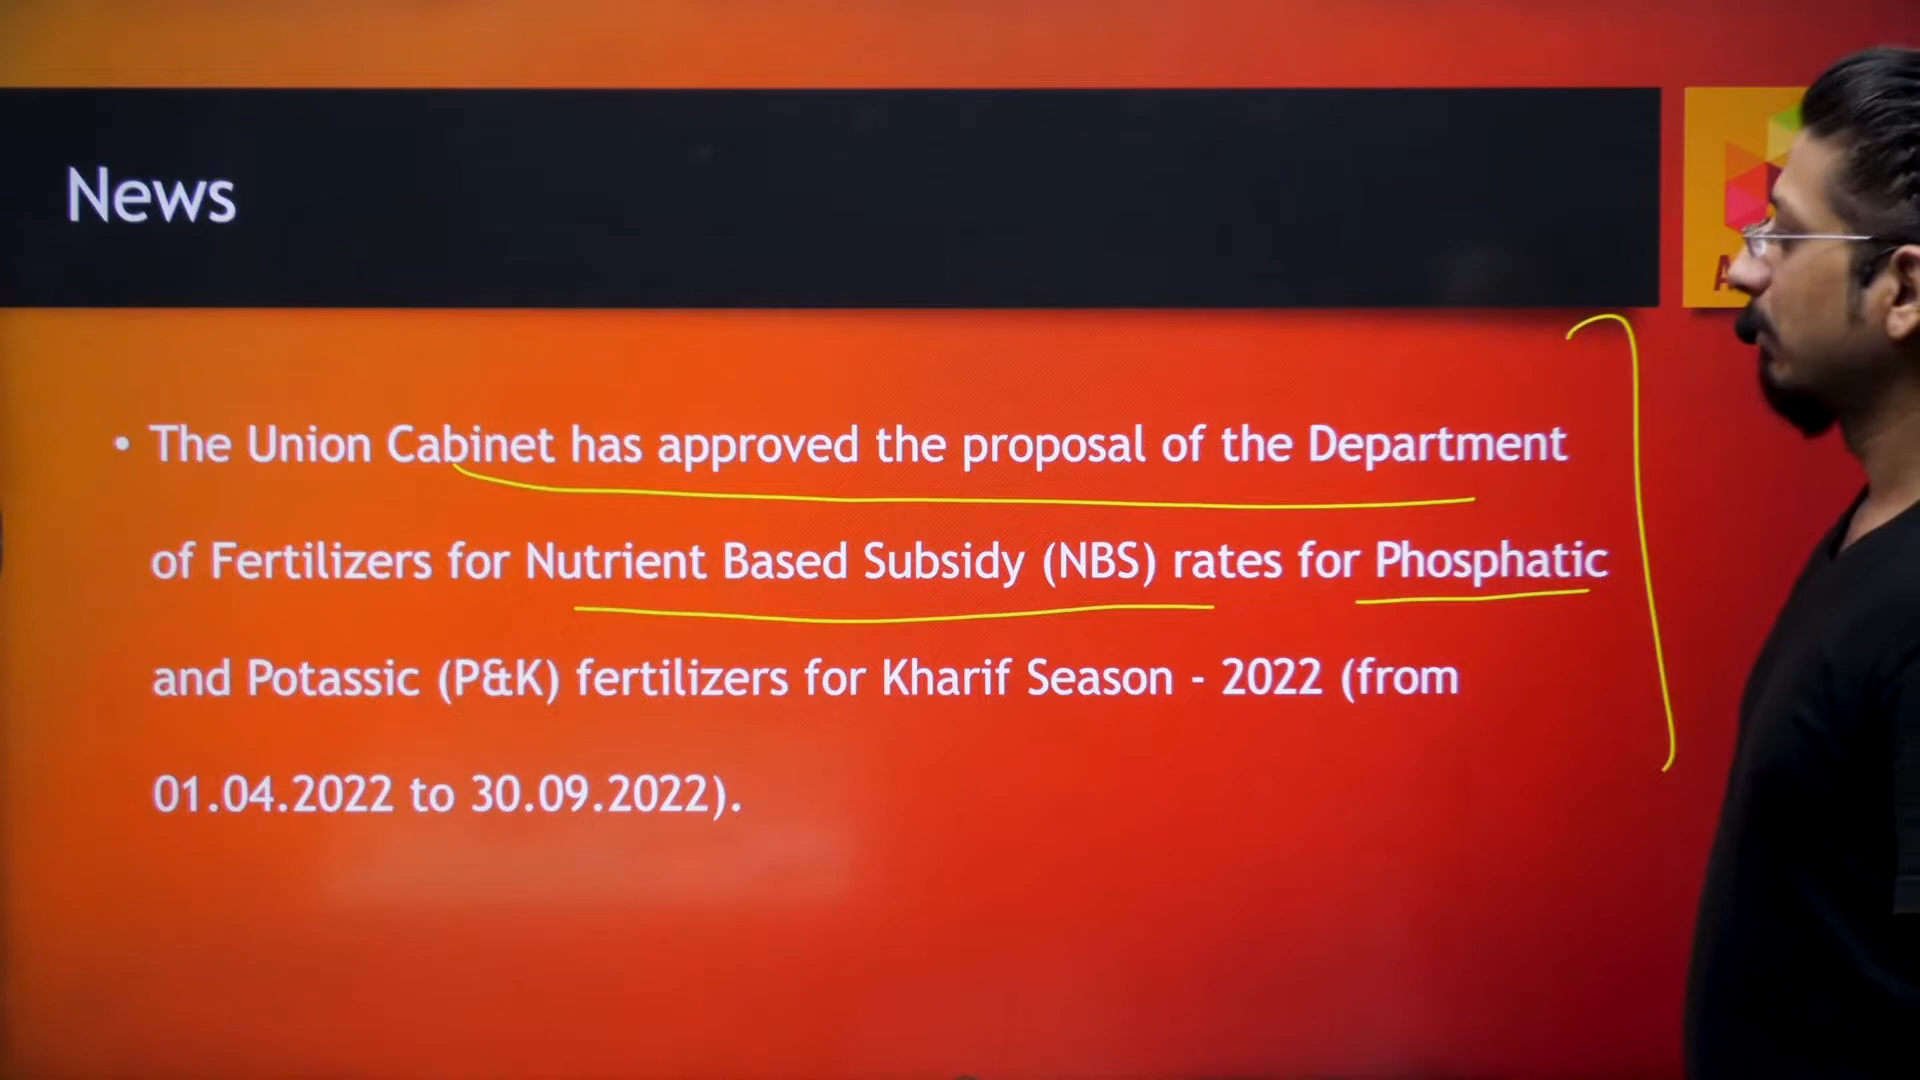 News
• The Union Cabinet has approved the proposal of the Department
of Fertilizers for Nutrient Based Subsidy (NBS) rates for Phosphatic
and Potassic (P&K) fertilizers for Kharif Season - 2022 (from
01.04.2022 to 30.09.2022).